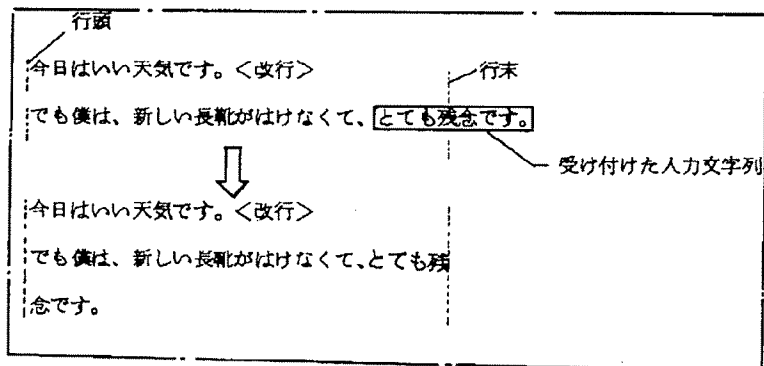 行頭
今日はいい天気です。<改行>
行末
でも僕は、新しい長靴がはけなくて、とても残念です。
受け付けた入力文字列
今日はいい天気です。<改行>
でも僕は、新しい長靴がはけなくて、とても残
念です。